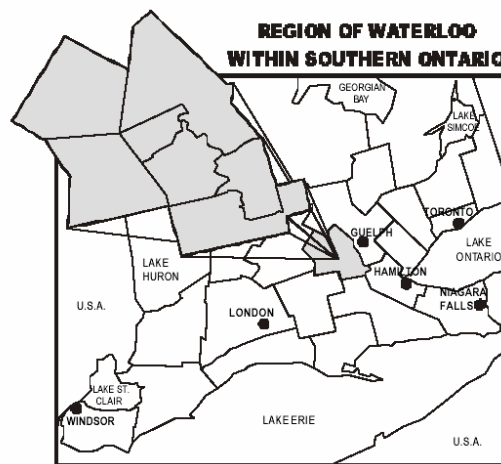 REGION OF WATERLOO
WITHIN SOUTHERN ONTARIO
GEORGIAN
BAY
LAKE
SIMCOE
TORONTO
GUELPH
LAKE
ONTARIO
HAMILTON
LAKE
HURON
NIAGARA
FALLS
U.S.A.
LONDON
LAKE ST.
CLAIR
WINDSOR
LAKE ERIE
U.S.A.